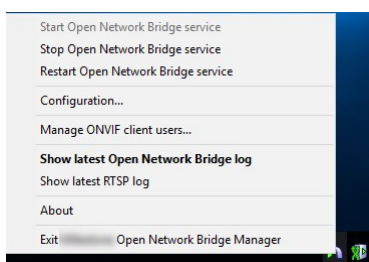 Start Open Network Bridge service
Stop Open Network Bridge service
Restart Open Network Bridge service
Configuration...
Manage ONVIF client users...
Show latest Open Network Bridge log
Show latest RTSP log
About
Exit Open Network Bridge Manager